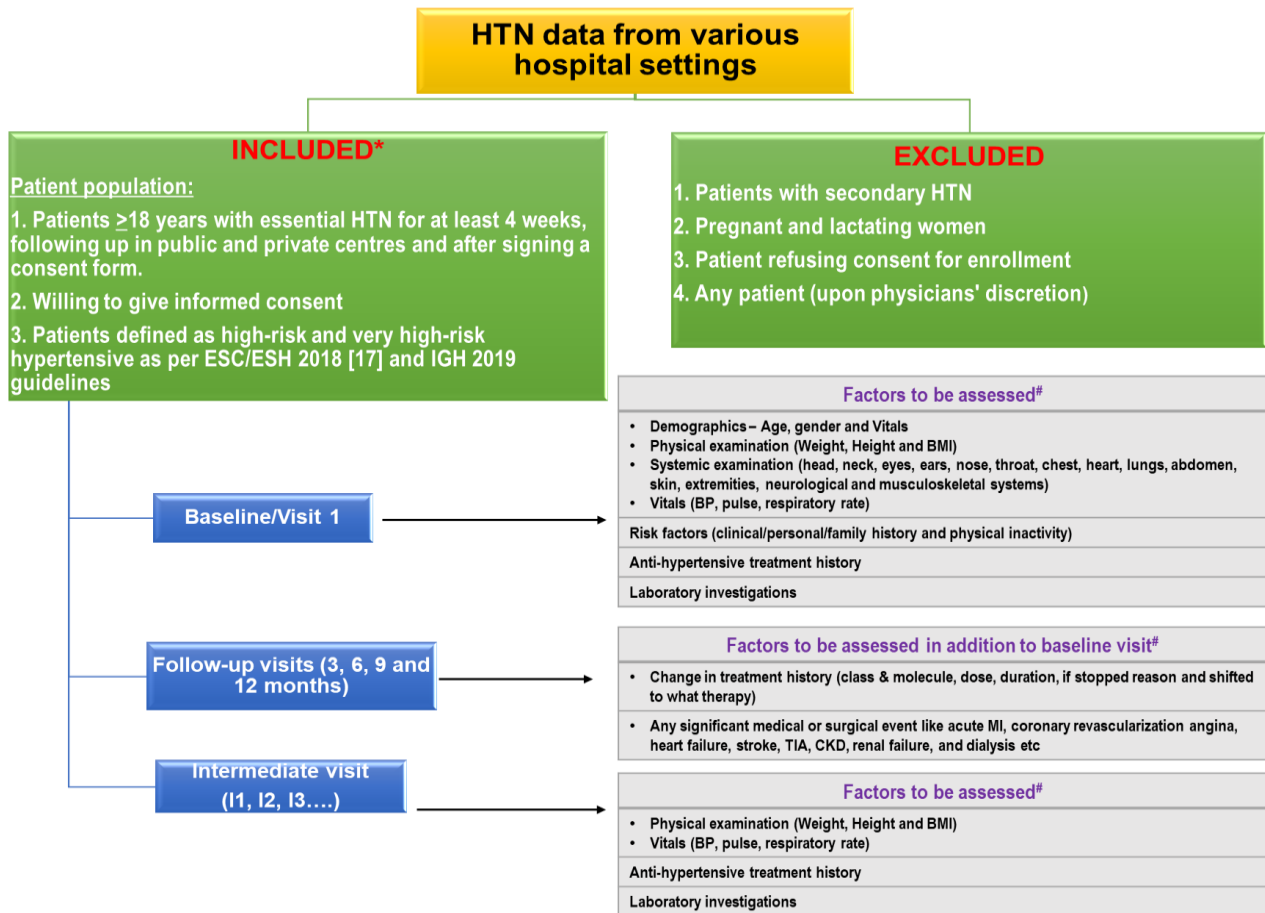 HTN data from various
hospital settings
INCLUDED*
Patient population:
1. Patients ≥18 years with essential HTN for at least 4 weeks,
following up in public and private centres and after signing a
consent form.
2. Willing to give informed consent
3. Patients defined as high-risk and very high-risk
hypertensive as per ESC/ESH 2018 [17] and IGH 2019
guidelines
EXCLUDED
1. Patients with secondary HTN
2. Pregnant and lactating women
3. Patient refusing consent for enrollment
4. Any patient (upon physicians' discretion)
Baseline/Visit 1
Factors to be assessed#
• Demographics – Age, gender and Vitals
• Physical examination (Weight, Height and BMI)
• Systemic examination (head, neck, eyes, ears, nose, throat, chest, heart, lungs, abdomen,
skin, extremities, neurological and musculoskeletal systems)
• Vitals (BP, pulse, respiratory rate)
Risk factors (clinical/personal/family history and physical inactivity)
Anti-hypertensive treatment history
Laboratory investigations
Follow-up visits (3, 6, 9 and
12 months)
Factors to be assessed in addition to baseline visit#
• Change in treatment history (class & molecule, dose, duration, if stopped reason and shifted
to what therapy)
• Any significant medical or surgical event like acute MI, coronary revascularization angina,
heart failure, stroke, TIA, CKD, renal failure, and dialysis etc
Intermediate visit
(I1, I2, I3....)
Factors to be assessed#
• Physical examination (Weight, Height and BMI)
• Vitals (BP, pulse, respiratory rate)
Anti-hypertensive treatment history
Laboratory investigations